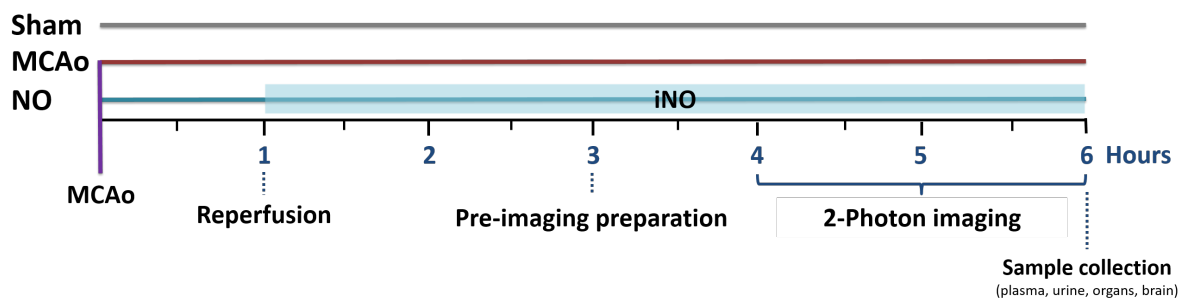 Sham
MCAo
NO
iNO
1 2 3 4 5 6 Hours
MCAo
Reperfusion
Pre-imaging preparation
2-Photon imaging
Sample collection
(plasma, urine, organs, brain)